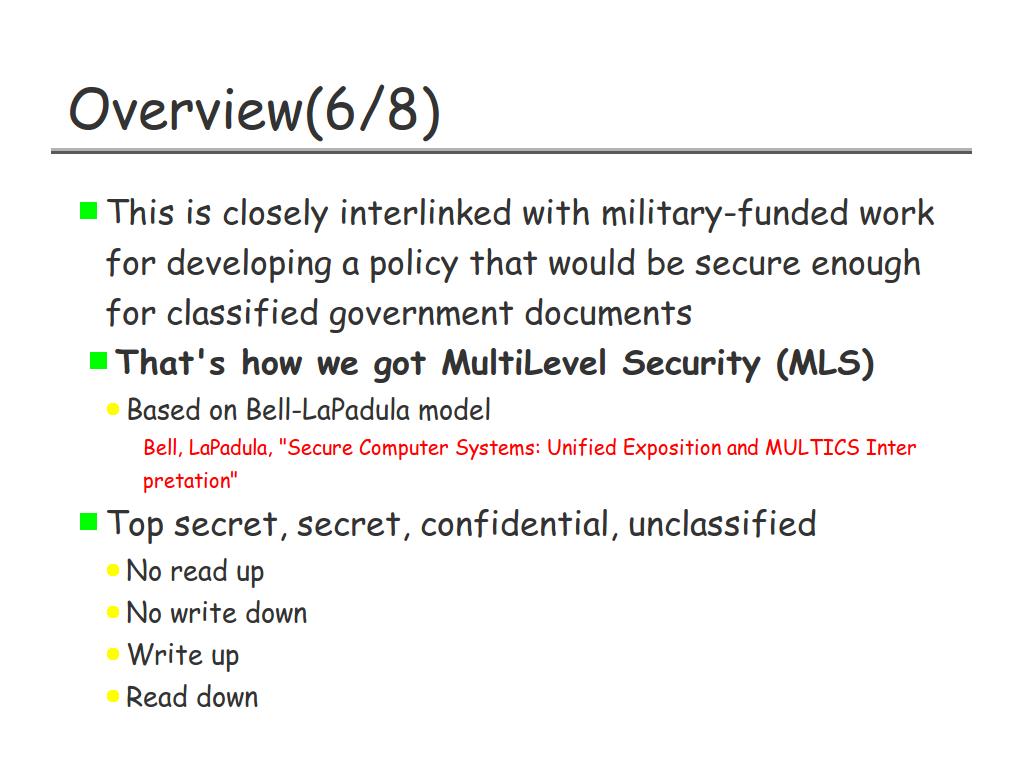 Overview(6/8)
This is closely interlinked with military-funded work
for developing a policy that would be secure enough
for classified government documents
That's how we got MultiLevel Security (MLS)
Based on Bell-LaPadula model
Bell, LaPadula, "Secure Computer Systems: Unified Exposition and MULTICS Inter
pretation"
Top secret, secret, confidential, unclassified
No read up
No write down
Write up
Read down